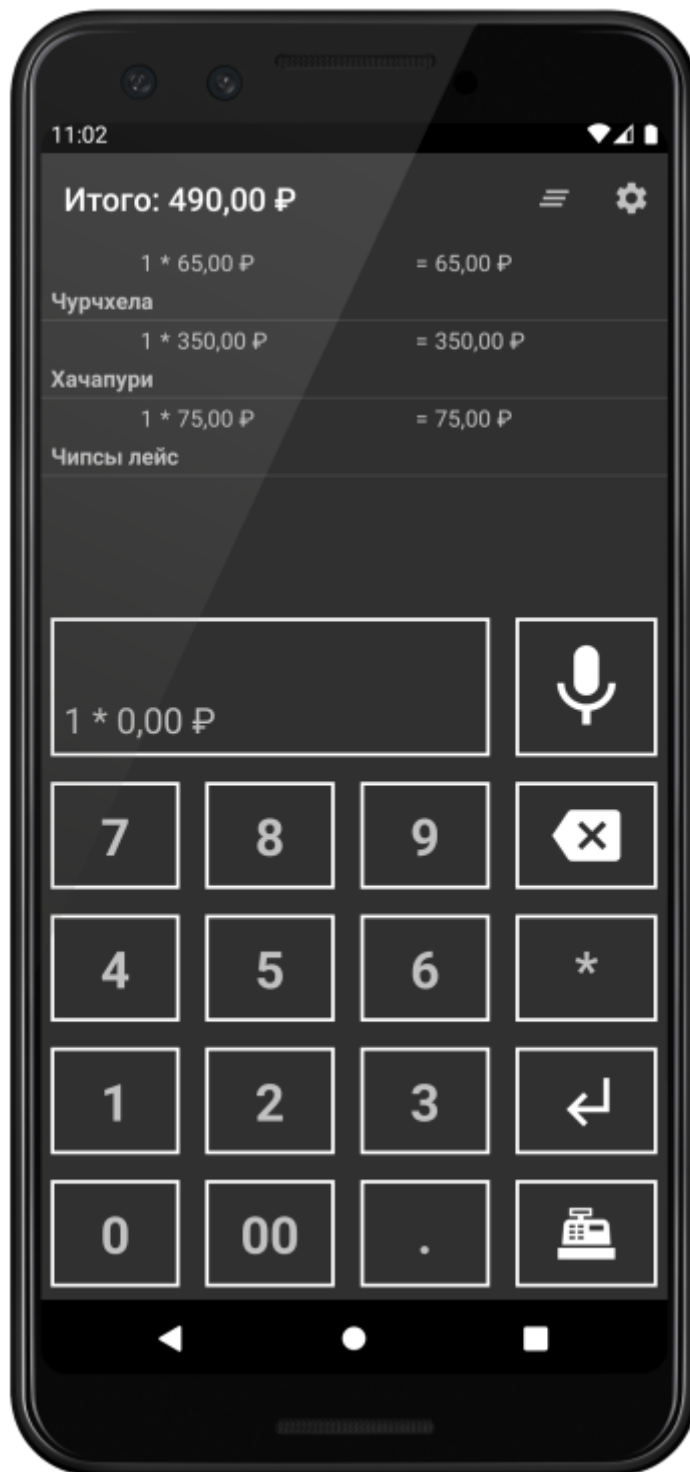 11:02
Итого: 490,00 ₽
1 * 65,00 ₽ = 65,00 ₽
Чурчхела
1 * 350,00 ₽ = 350,00 ₽
Хачапури
1 * 75,00 ₽ = 75,00 ₽
Чипсы лейс
1 * 0,00 ₽
7 8 9
4 5 6 *
1 2 3
0 00 .